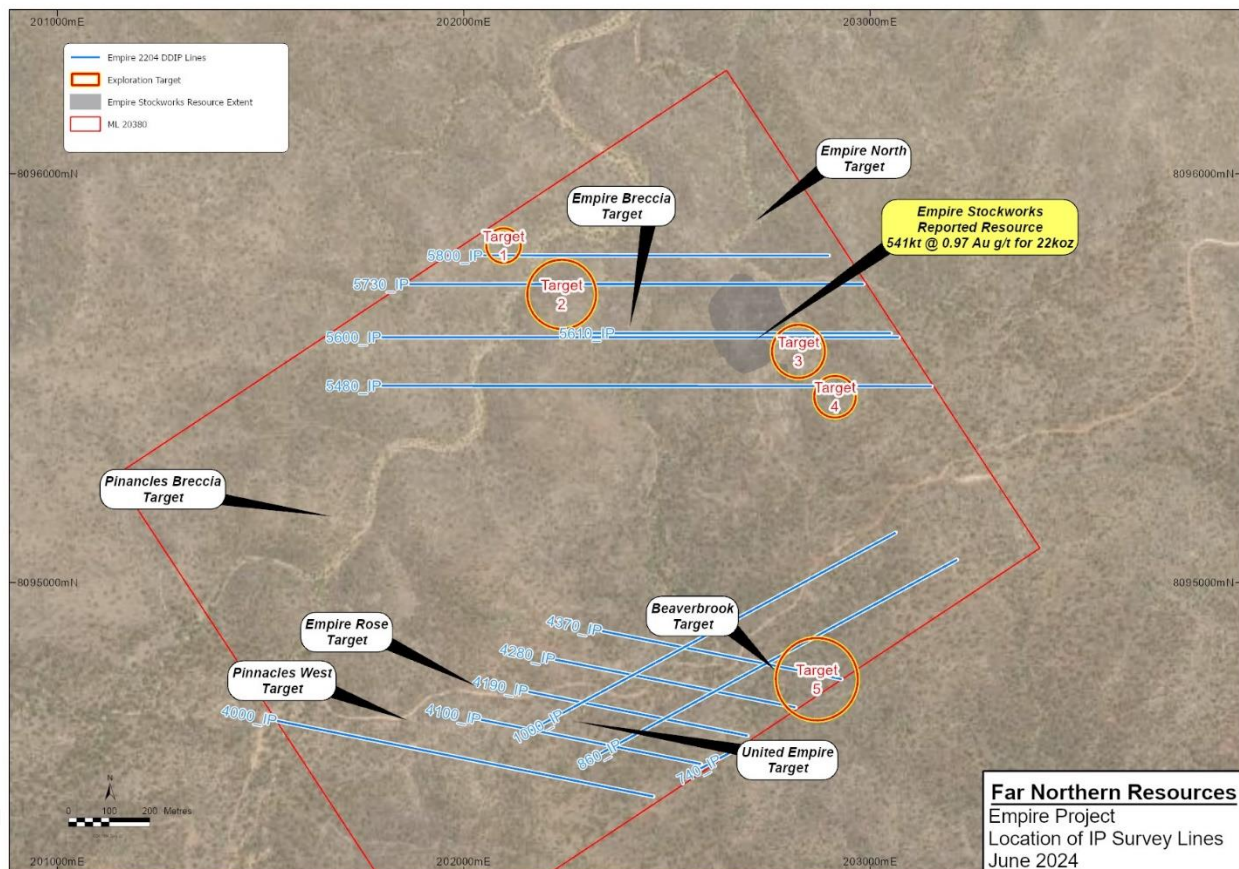 201000mE
202000mE
203000mE
Empire 2204 DDIP Lines
Exploration Target
Empire Stockworks Resource Extent
ML 20380
8096000mN
8096000mN
Empire North
Target
Empire Breccia
Target
Empire Stockworks
Reported Resource
541kt @ 0.97 Au g/t for 22koz
Target
1
5800_IP
5730_IP
Target
2
5610_IP
5600_IP
Target
3
5480_IP
Target
4
Pinancles Breccia
Target
8095000mN
8095000mN
Empire Rose
Target
4370_IP
Beaverbrook
Target
4280_IP
Pinnacles West
Target
4190_IP
Target
5
4000_IP
4100_IP
860_IP
740_IP
United Empire
Target
N
0 100 200 Metres
Far Northern Resources
Empire Project
Location of IP Survey Lines
June 2024
201000mE
202000mE
203000mE